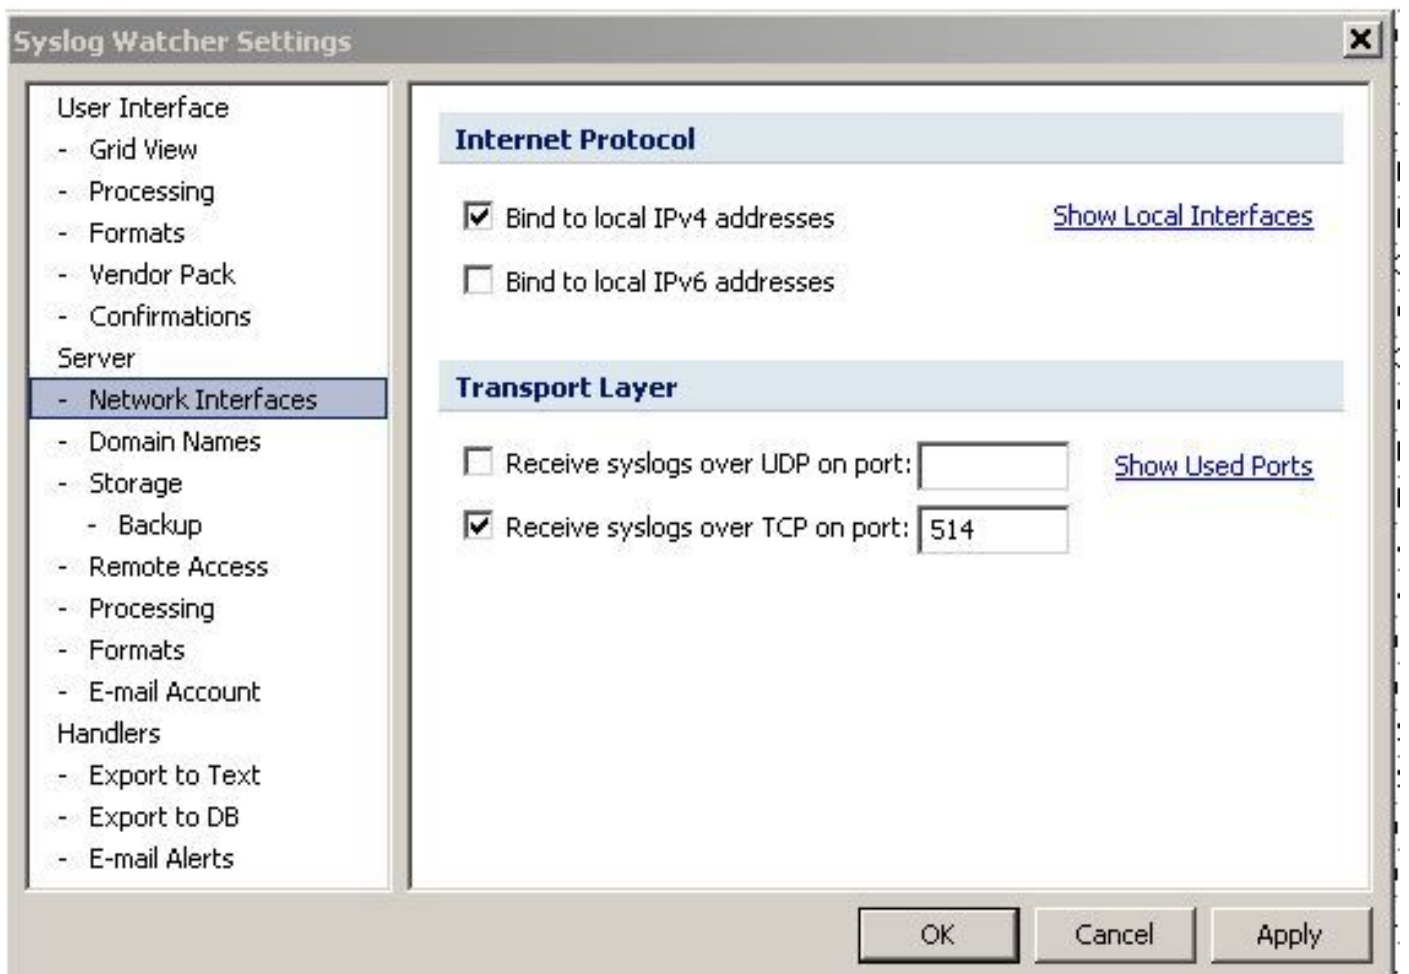 Syslog Watcher Settings
User Interface
- Grid View
- Processing
- Formats
- Vendor Pack
- Confirmations
Server
- Network Interfaces
- Domain Names
- Storage
- Backup
- Remote Access
- Processing
- Formats
- E-mail Account
Handlers
- Export to Text
- Export to DB
- E-mail Alerts
Internet Protocol
Bind to local IPv4 addresses
Show Local Interfaces
Bind to local IPv6 addresses
Transport Layer
Receive syslogs over UDP on port:
Show Used Ports
Receive syslogs over TCP on port: 514
OK
Cancel
Apply